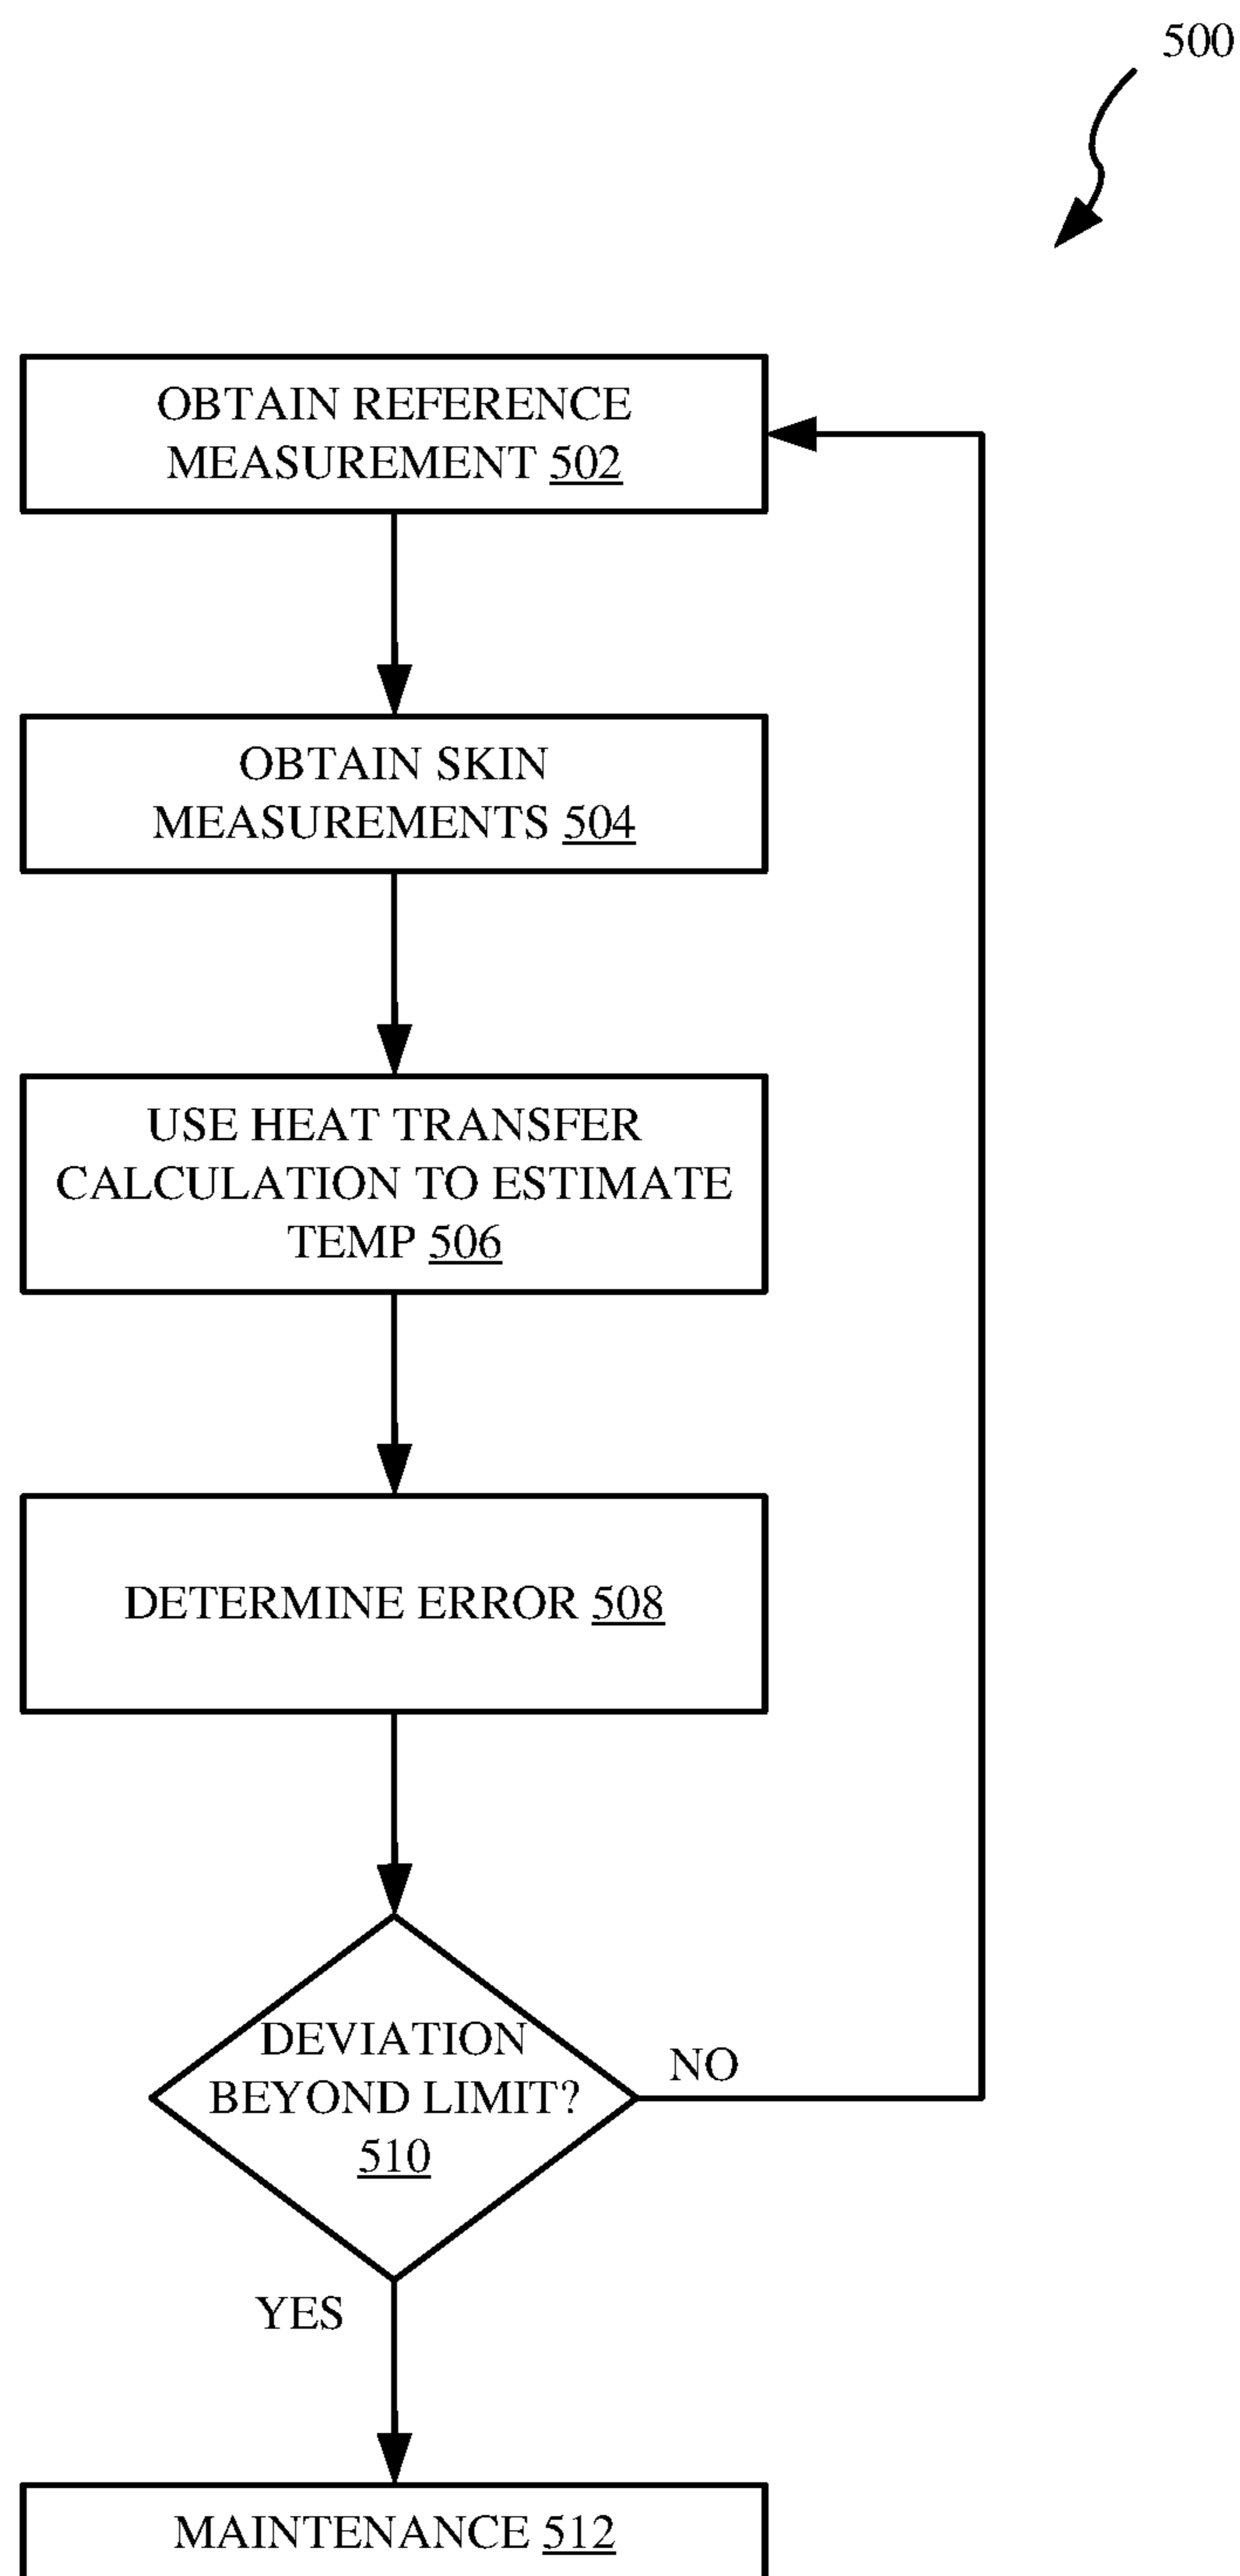 500
OBTAIN REFERENCE
MEASUREMENT 502
OBTAIN SKIN
MEASUREMENTS 504
USE HEAT TRANSFER
CALCULATION TO ESTIMATE
TEMP 506
DETERMINE ERROR 508
DEVIATION
BEYOND LIMIT?
510
NO
YES
MAINTENANCE 512